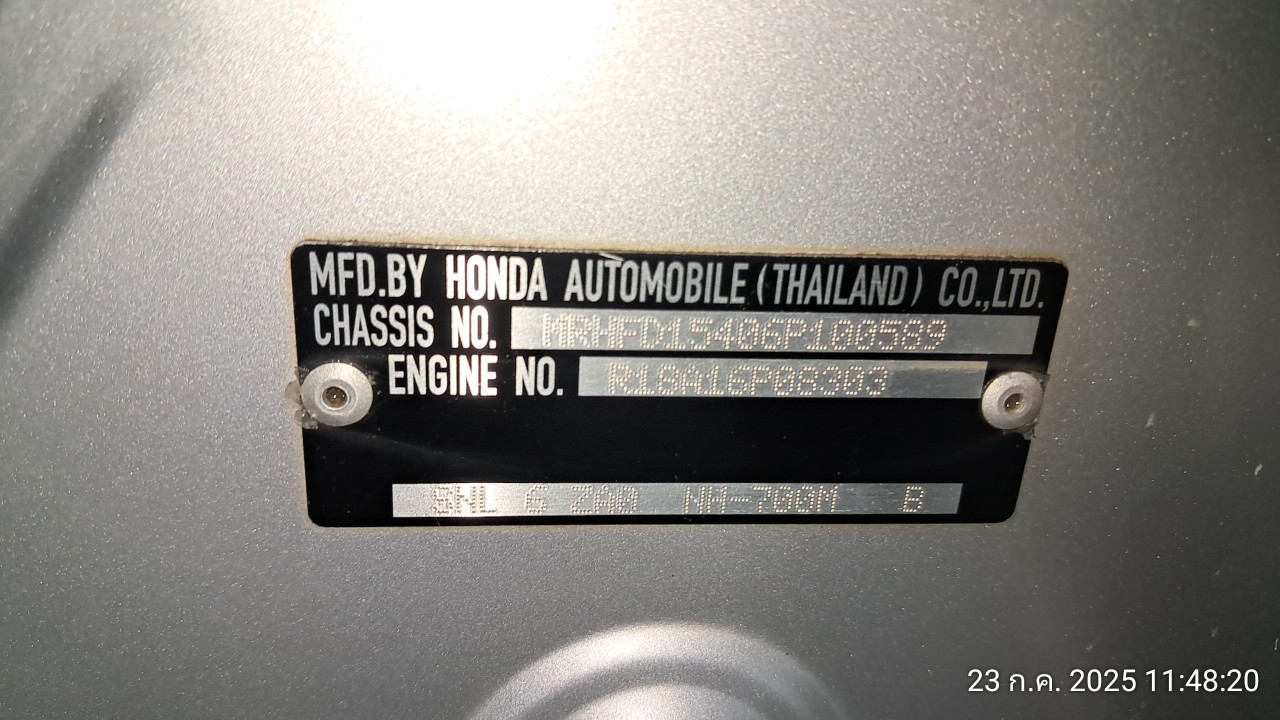 MFD.BY HONDA AUTOMOBILE (THAILAND) CO.,LTD.
CHASSIS NO. MRHFD15406P100589
ENGINE NO. R18A16P08303
SNL 6 ZA0 NH-700M B
23 ก.ค. 2025 11:48:20